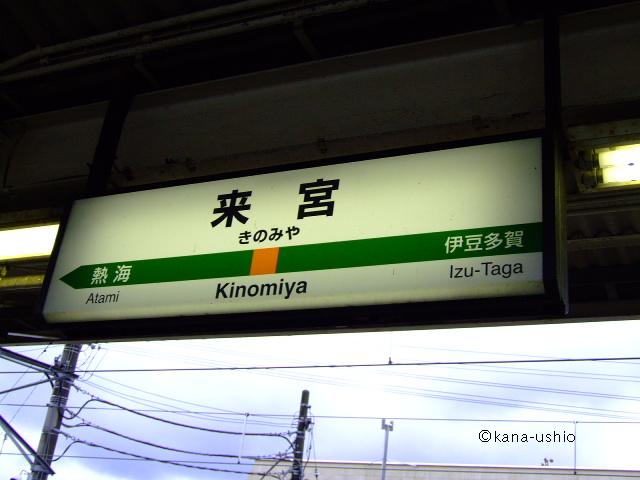 来宮
きのみや
熱海 伊豆多賀
Atami Kinomiya Izu-Taga
©kana-ushio